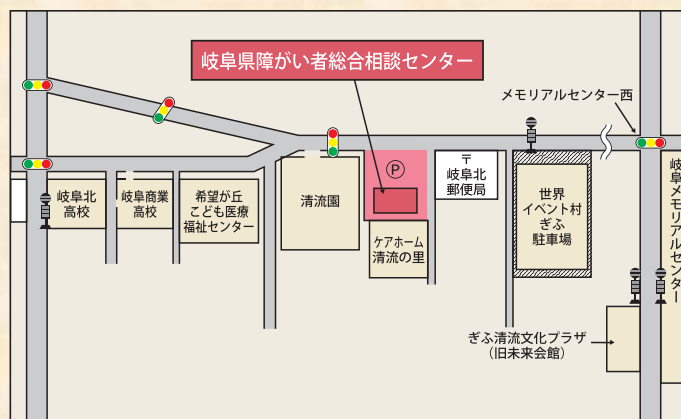 岐阜県障がい者総合相談センター
メモリアルセンター西
P
〒
岐阜北
郵便局
岐阜北
高校
岐阜商業
高校
希望が丘
こども医療
福祉センター
清流園
ケアホーム
清流の里
世界
イベント村
ぎふ
駐車場
岐阜メモリアルセンター
ぎふ清流文化プラザ
（旧未来会館）